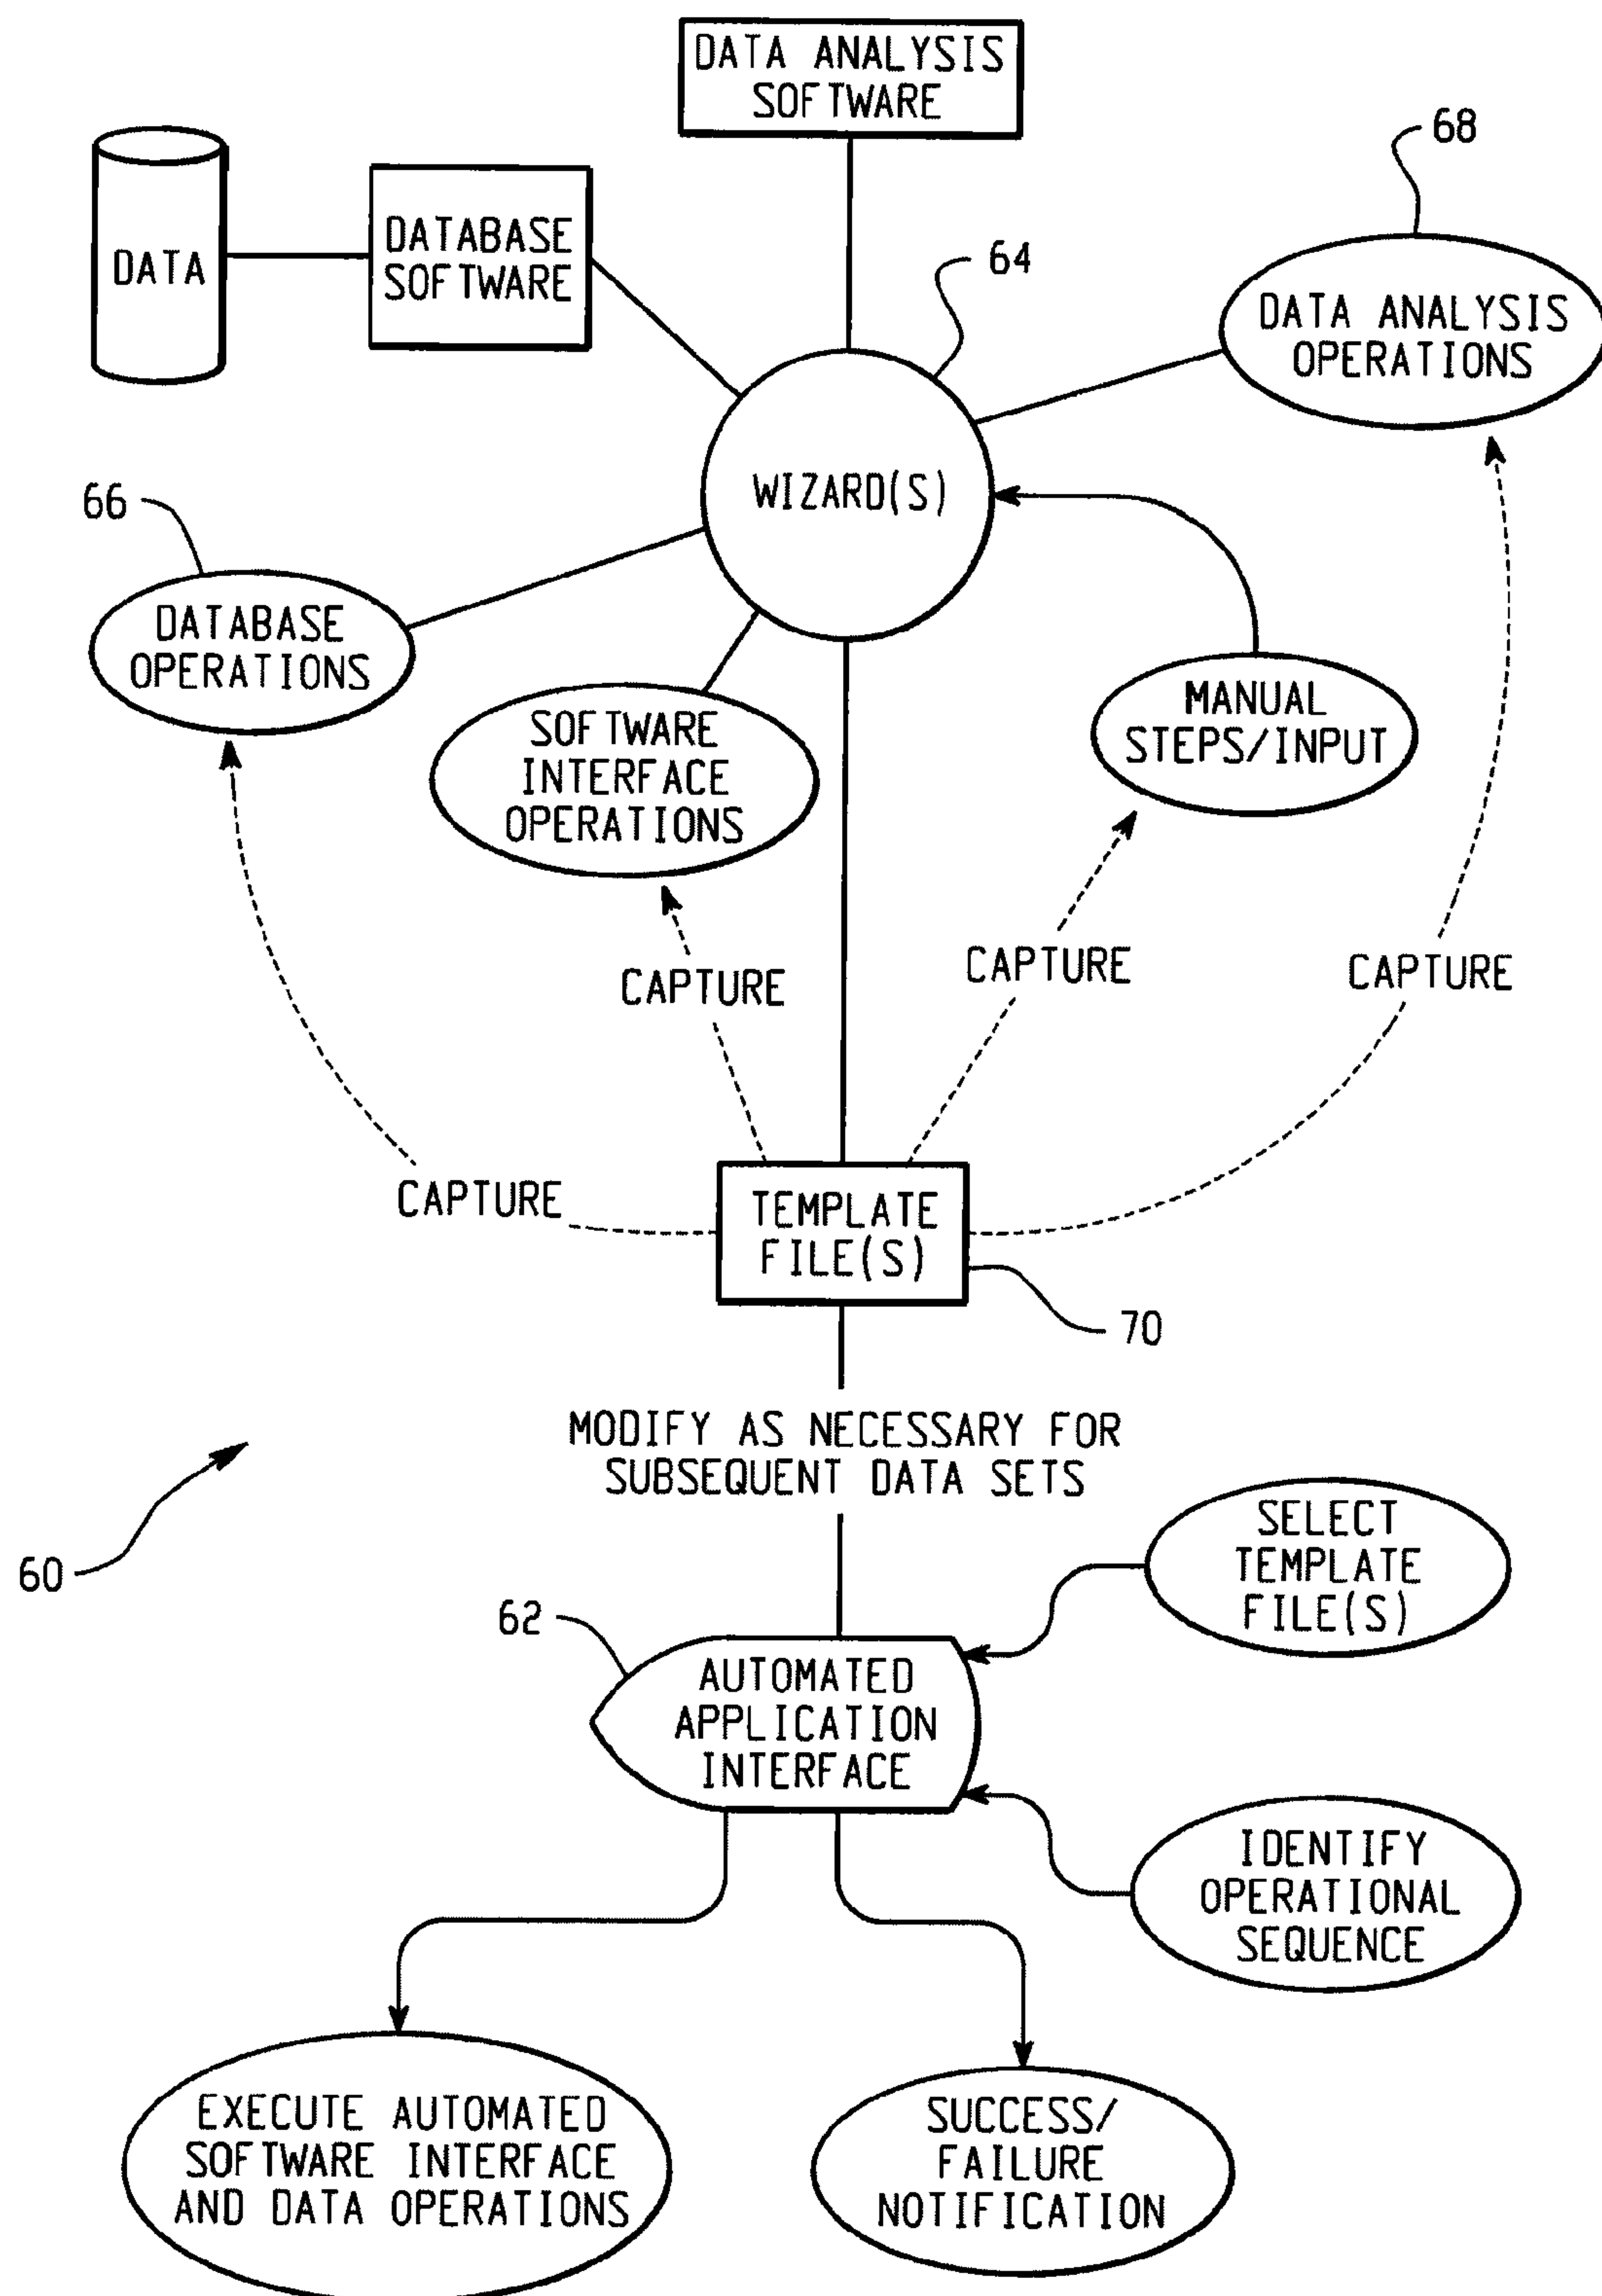 DATA ANALYSIS
SOFTWARE
68
DATA
DATABASE
SOFTWARE
64
DATA ANALYSIS
OPERATIONS
WIZARD(S)
66
DATABASE
OPERATIONS
SOFTWARE
INTERFACE
OPERATIONS
MANUAL
STEPS/INPUT
CAPTURE
CAPTURE
CAPTURE
CAPTURE
TEMPLATE
FILE(S)
70
MODIFY AS NECESSARY FOR
SUBSEQUENT DATA SETS
60
SELECT
TEMPLATE
FILE(S)
62
AUTOMATED
APPLICATION
INTERFACE
IDENTIFY
OPERATIONAL
SEQUENCE
EXECUTE AUTOMATED
SOFTWARE INTERFACE
AND DATA OPERATIONS
SUCCESS/
FAILURE
NOTIFICATION